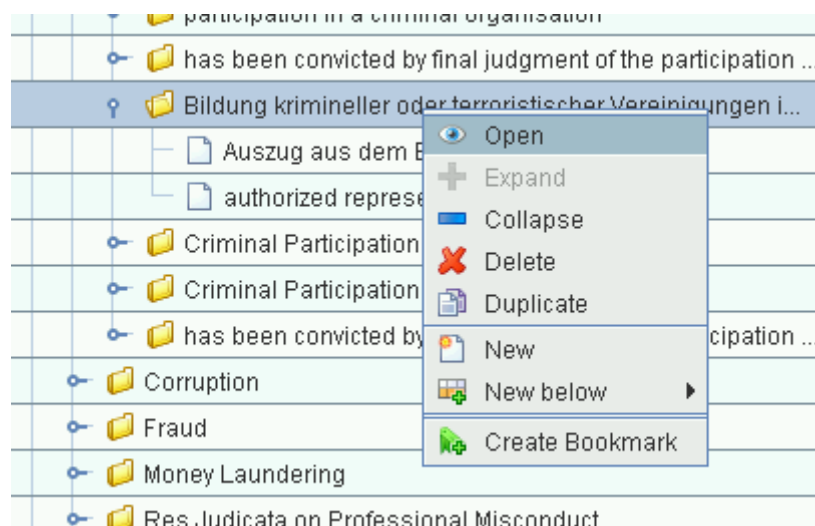 participation in a criminal organisation
has been convicted by final judgment of the participation ...
Bildung krimineller oder terroristischer Vereinigungen i...
Auszug aus dem
authorized
Criminal Participation
Criminal Participation
has been convicted by
...
Corruption
Fraud
Money Laundering
Res Judicata on Professional Misconduct
Open
Expand
Collapse
Delete
Duplicate
New
New below
Create Bookmark